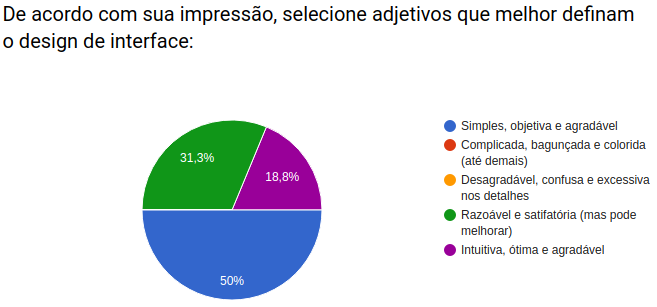 De acordo com sua impressão, selecione adjetivos que melhor definam
o design de interface:
31,3%
18,8%
50%
Simples, objetiva e agradável
Complicada, bagunçada e colorida
(até demais)
Desagradável, confusa e excessiva
nos detalhes
Razoável e satifatória (mas pode
melhorar)
Intuitiva, ótima e agradável